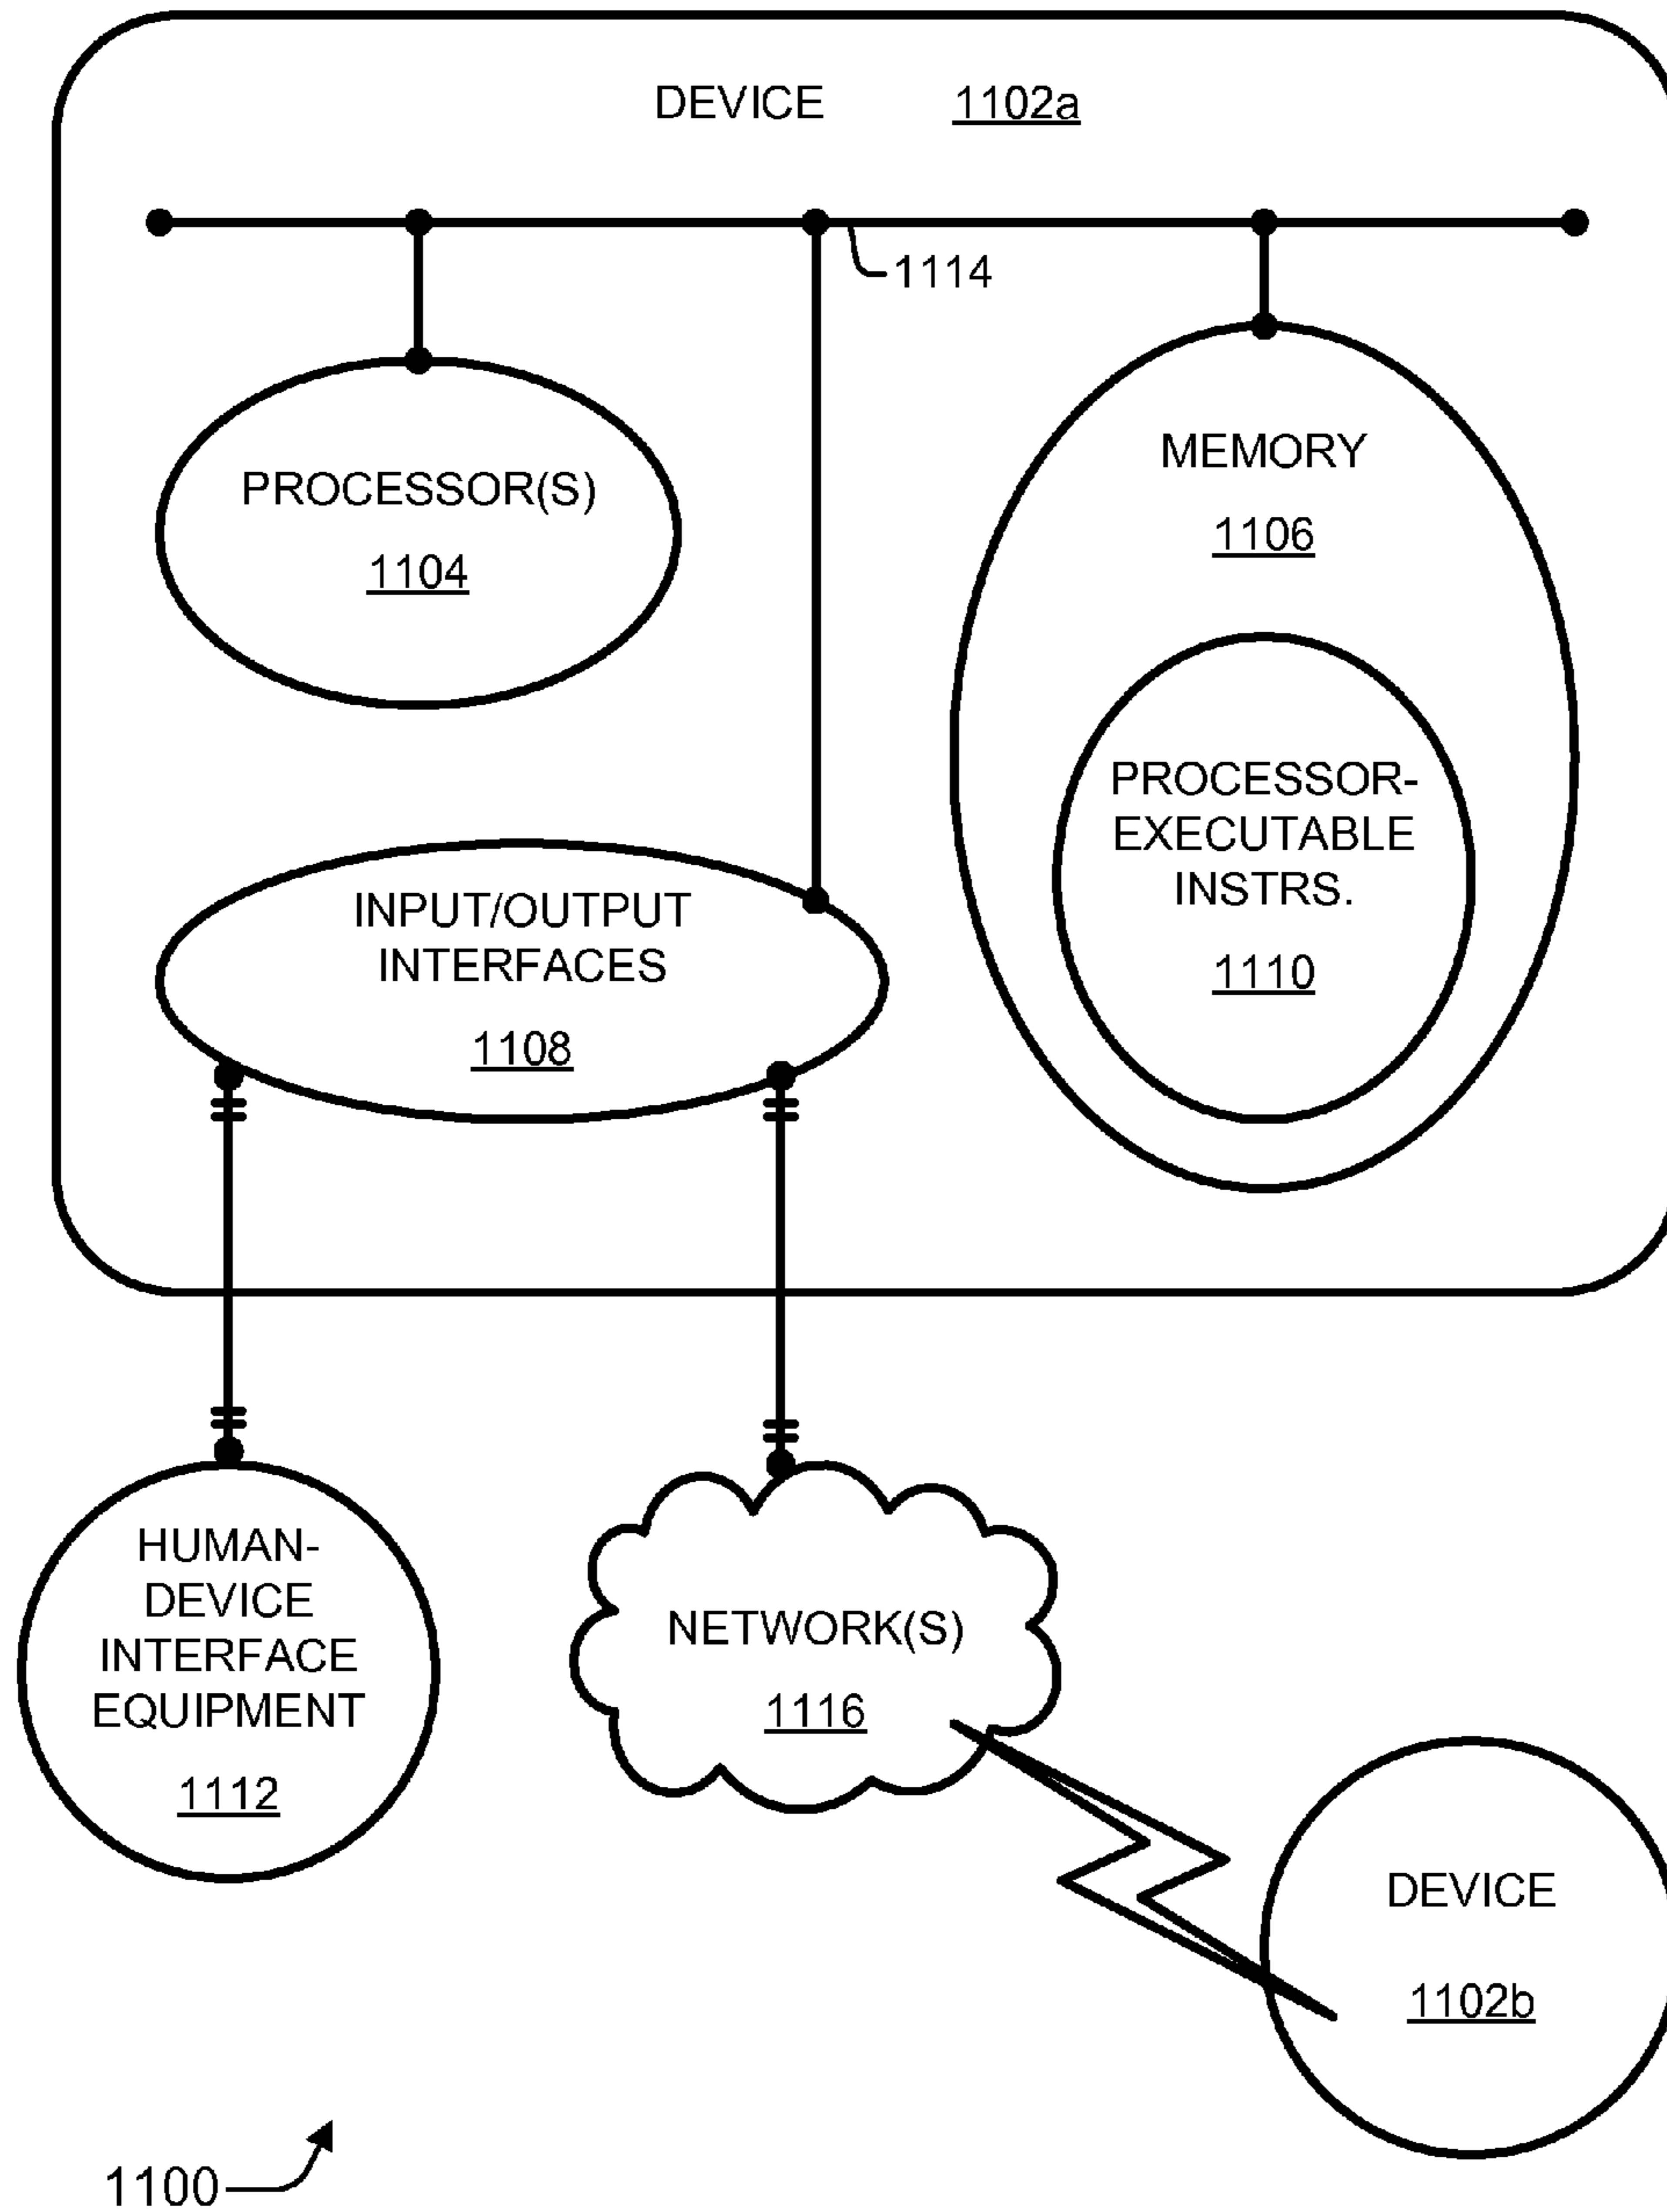 DEVICE 1102a
1114
PROCESSOR(S)
1104
MEMORY
1106
PROCESSOR-
EXECUTABLE
INSTRS.
1110
INPUT/OUTPUT
INTERFACES
1108
HUMAN-
DEVICE
INTERFACE
EQUIPMENT
1112
NETWORK(S)
1116
DEVICE
1102b
1100